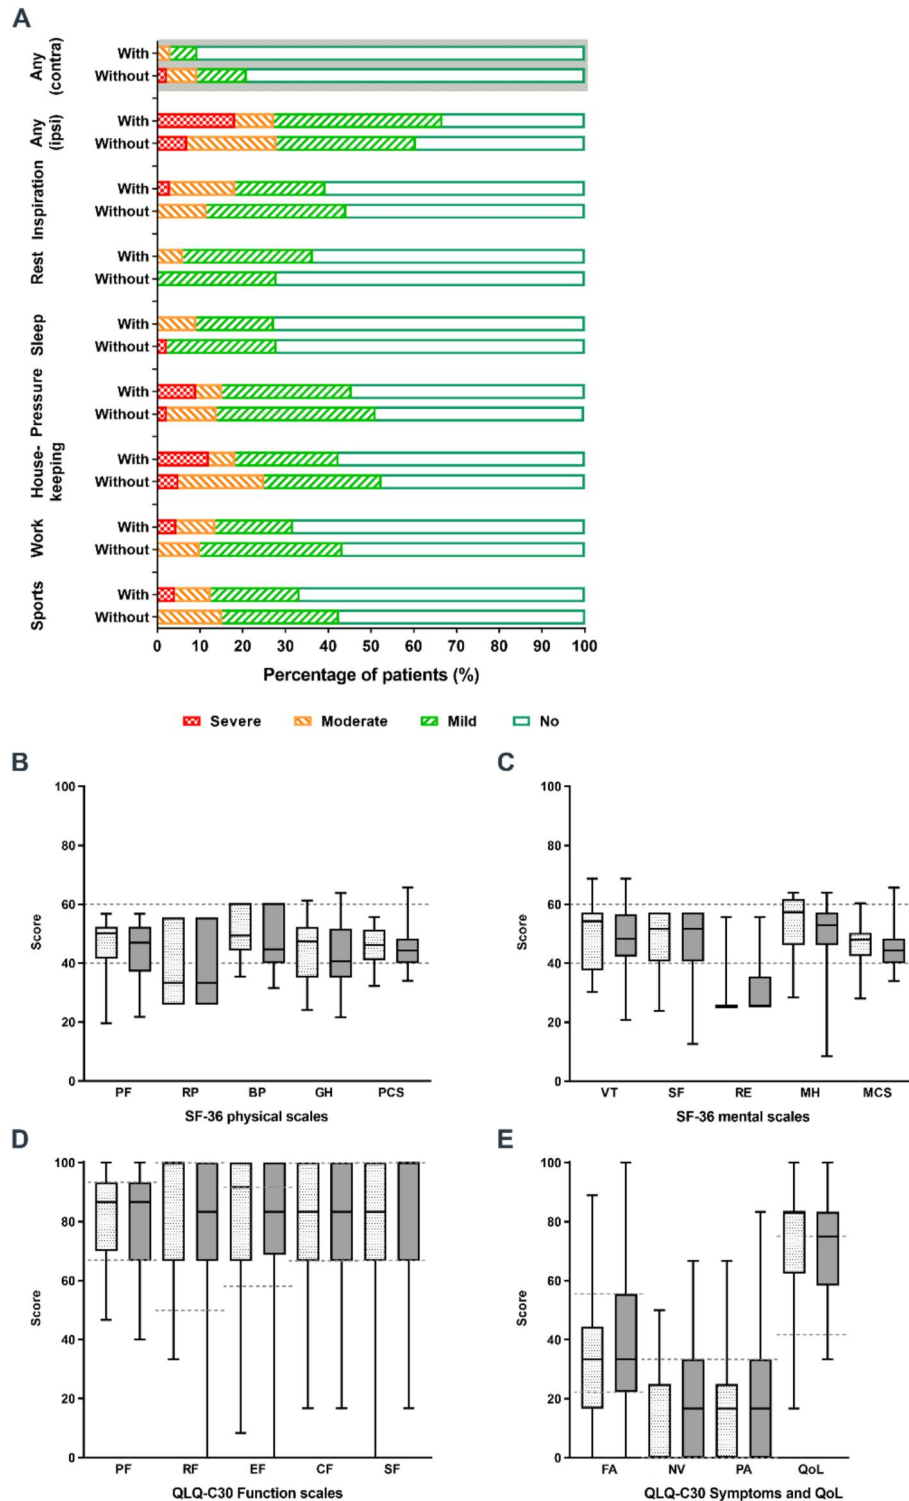 A
Any
(contra)
With
Without
Any
(ipsi)
With
Without
Inspiration
With
Without
Rest
With
Without
Sleep
With
Without
Pressure
With
Without
House-
keeping
With
Without
Work
With
Without
Sports
With
Without
0 10 20 30 40 50 60 70 80 90 100
Percentage of patients (%)
Severe Moderate Mild No
B
100
80
60
40
20
0
Score
PF RP BP GH PCS
SF-36 physical scales
C
100
80
60
40
20
0
Score
VT SF RE MH MCS
SF-36 mental scales
D
100
80
60
40
20
0
Score
PF RF EF CF SF
QLQ-C30 Function scales
E
100
80
60
40
20
0
Score
FA NV PA QoL
QLQ-C30 Symptoms and QoL